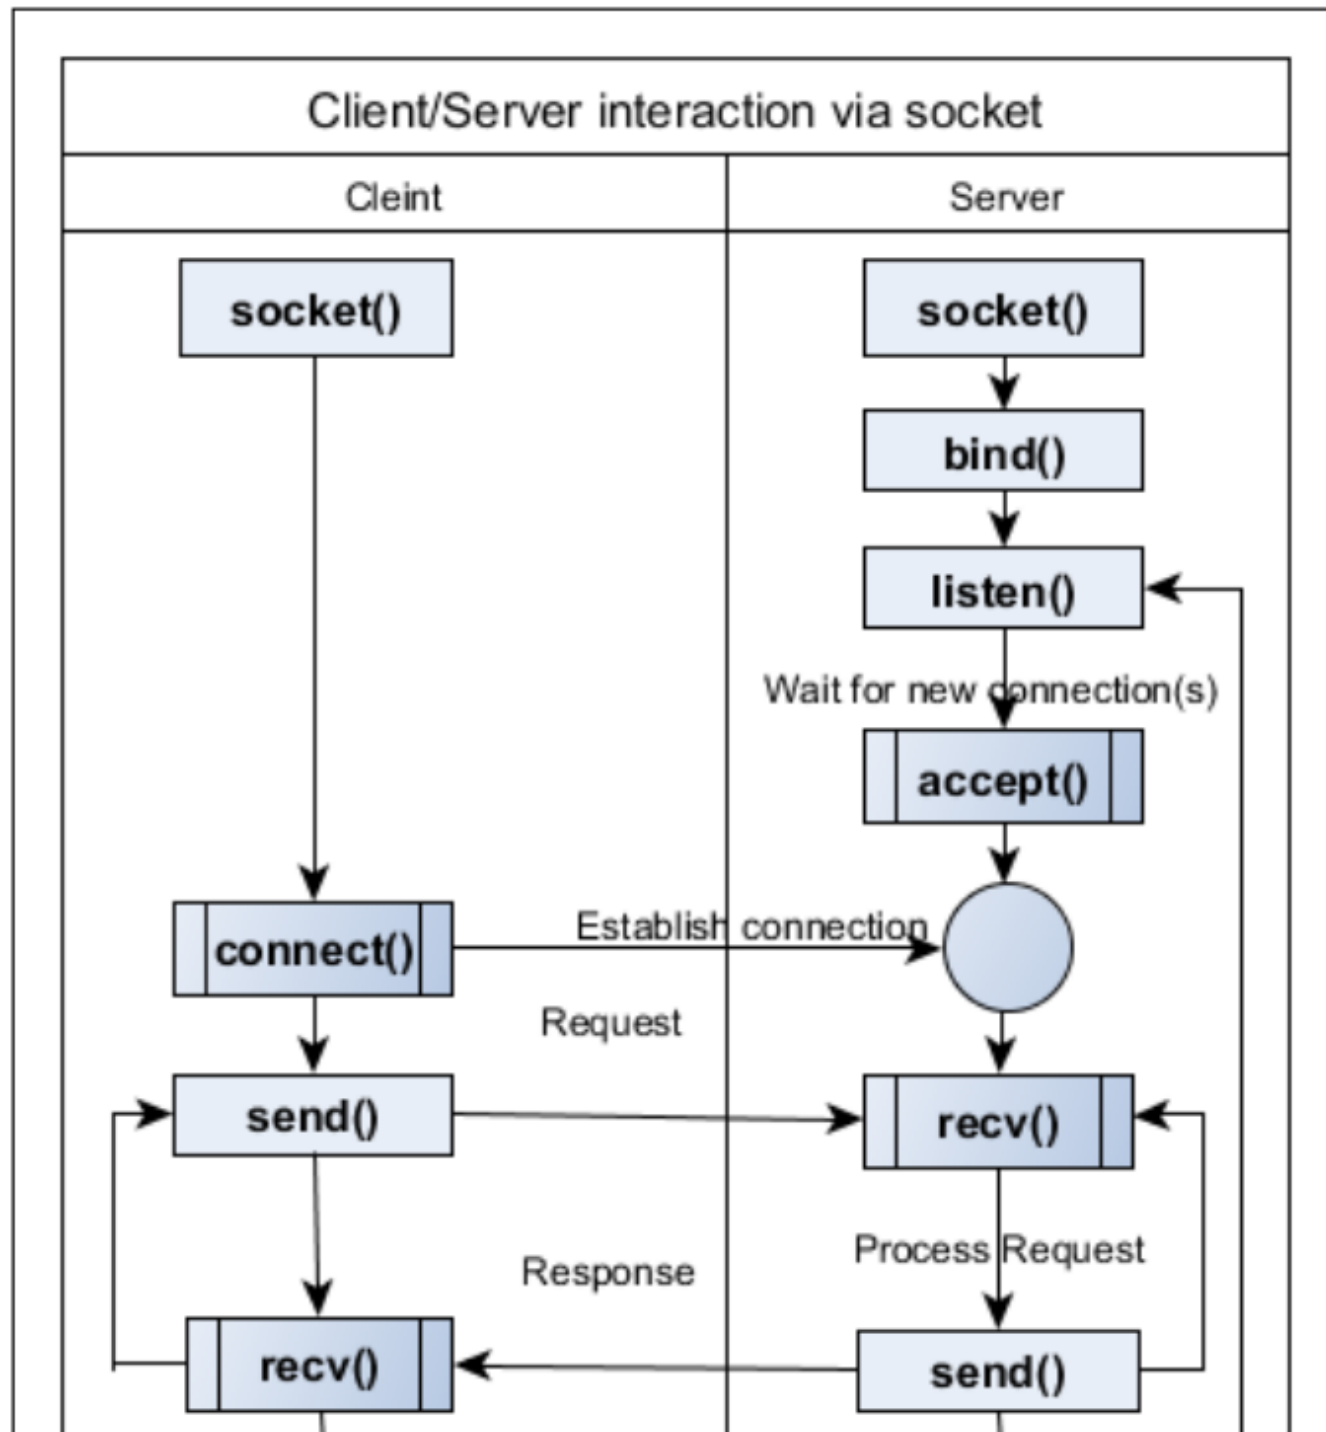 Client/Server interaction via socket
Cleint
Server
socket()
socket()
bind()
listen()
Wait for new connection(s)
accept()
Establish connection
connect()
Request
send()
recv()
Process Request
Response
recv()
send()